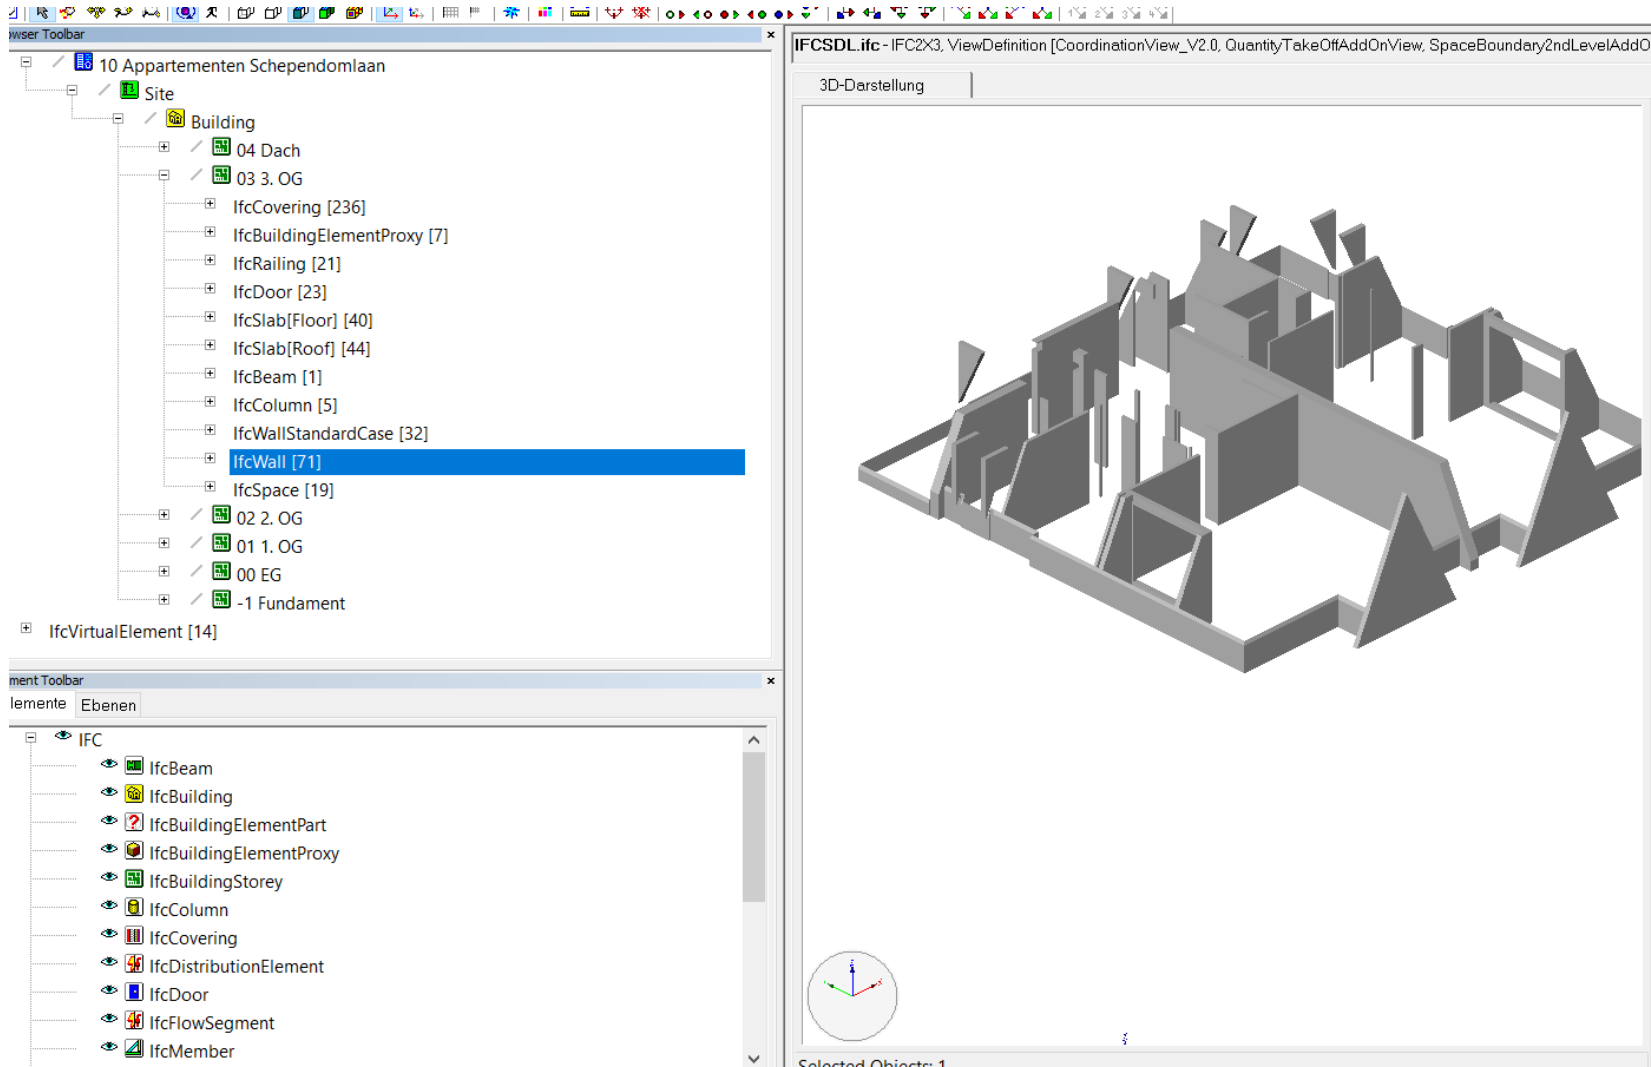 owser Toolbar
10 Appartementen Schependomlaan
Site
Building
04 Dach
03 3. OG
IfcCovering [236]
IfcBuildingElementProxy [7]
IfcRailing [21]
IfcDoor [23]
IfcSlab[Floor] [40]
IfcSlab[Roof] [44]
IfcBeam [1]
IfcColumn [5]
IfcWallStandardCase [32]
IfcWall [71]
IfcSpace [19]
02 2. OG
01 1. OG
00 EG
-1 Fundament
IfcVirtualElement [14]
ment Toolbar
lemente Ebenen
IFC
IfcBeam
IfcBuilding
IfcBuildingElementPart
IfcBuildingElementProxy
IfcBuildingStorey
IfcColumn
IfcCovering
IfcDistributionElement
IfcDoor
IfcFlowSegment
IfcMember
IFCSDL.ifc - IFC2X3, ViewDefinition [CoordinationView_V2.0, QuantityTakeOffAddOnView, SpaceBoundary2ndLevelAddO
3D-Darstellung
Selected Objects: 1